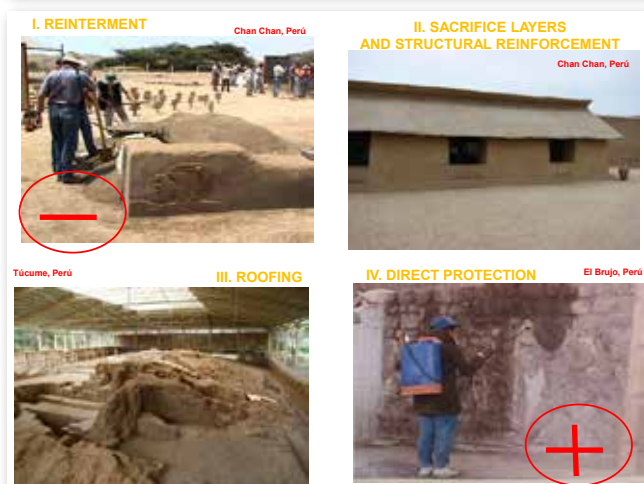 I. REINTERMENT
Chan Chan, Perú
II. SACRIFICE LAYERS
AND STRUCTURAL REINFORCEMENT
Chan Chan, Perú
Túcume, Perú
III. ROOFING
IV. DIRECT PROTECTION
El Brujo, Perú